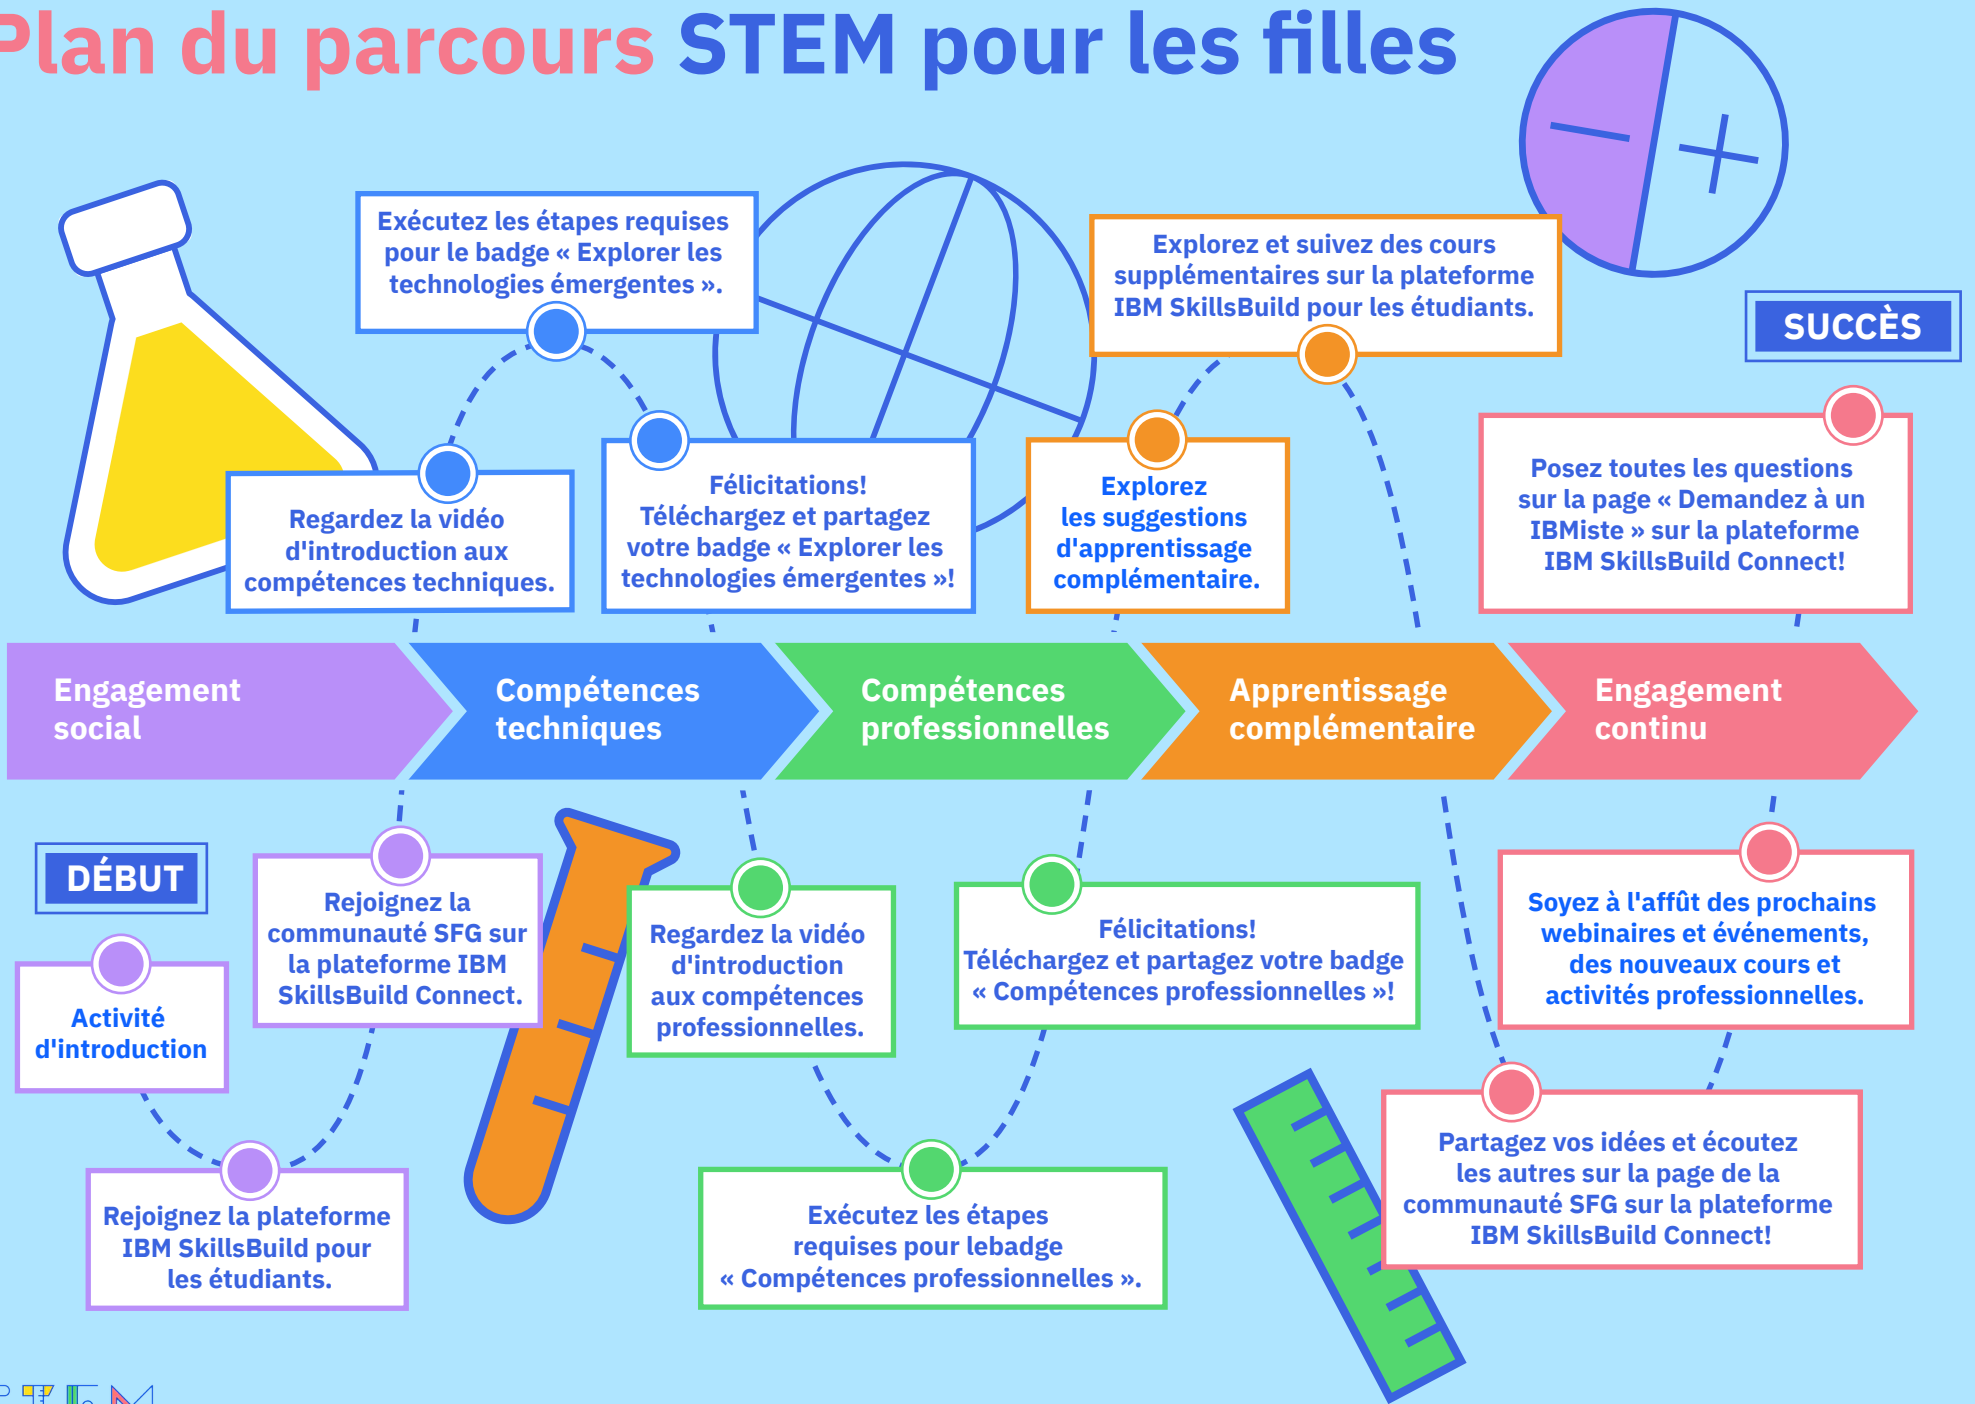 Plan du parcours STEM pour les filles
Exécutez les étapes requises
pour le badge « Explorer les
technologies émergentes ».
Explorez et suivez des cours
supplémentaires sur la plateforme
IBM SkillsBuild pour les étudiants.
SUCCÈS
Regardez la vidéo
d'introduction aux
compétences techniques.
Félicitations!
Téléchargez et partagez
votre badge « Explorer les
technologies émergentes »!
Explorez
les suggestions
d'apprentissage
complémentaire.
Posez toutes les questions
sur la page « Demandez à un
IBMiste » sur la plateforme
IBM SkillsBuild Connect!
Engagement
social
Compétences
techniques
Compétences
professionnelles
Apprentissage
complémentaire
Engagement
continu
DÉBUT
Activité
d'introduction
Rejoignez la
communauté SFG sur
la plateforme IBM
SkillsBuild Connect.
Rejoignez la plateforme
IBM SkillsBuild pour
les étudiants.
Regardez la vidéo
d'introduction
aux compétences
professionnelles.
Félicitations!
Téléchargez et partagez votre badge
« Compétences professionnelles »!
Exécutez les étapes
requises pour lebadge
« Compétences professionnelles ».
Soyez à l'affût des prochains
webinaires et événements,
des nouveaux cours et
activités professionnelles.
Partagez vos idées et écoutez
les autres sur la page de la
communauté SFG sur la plateforme
IBM SkillsBuild Connect!